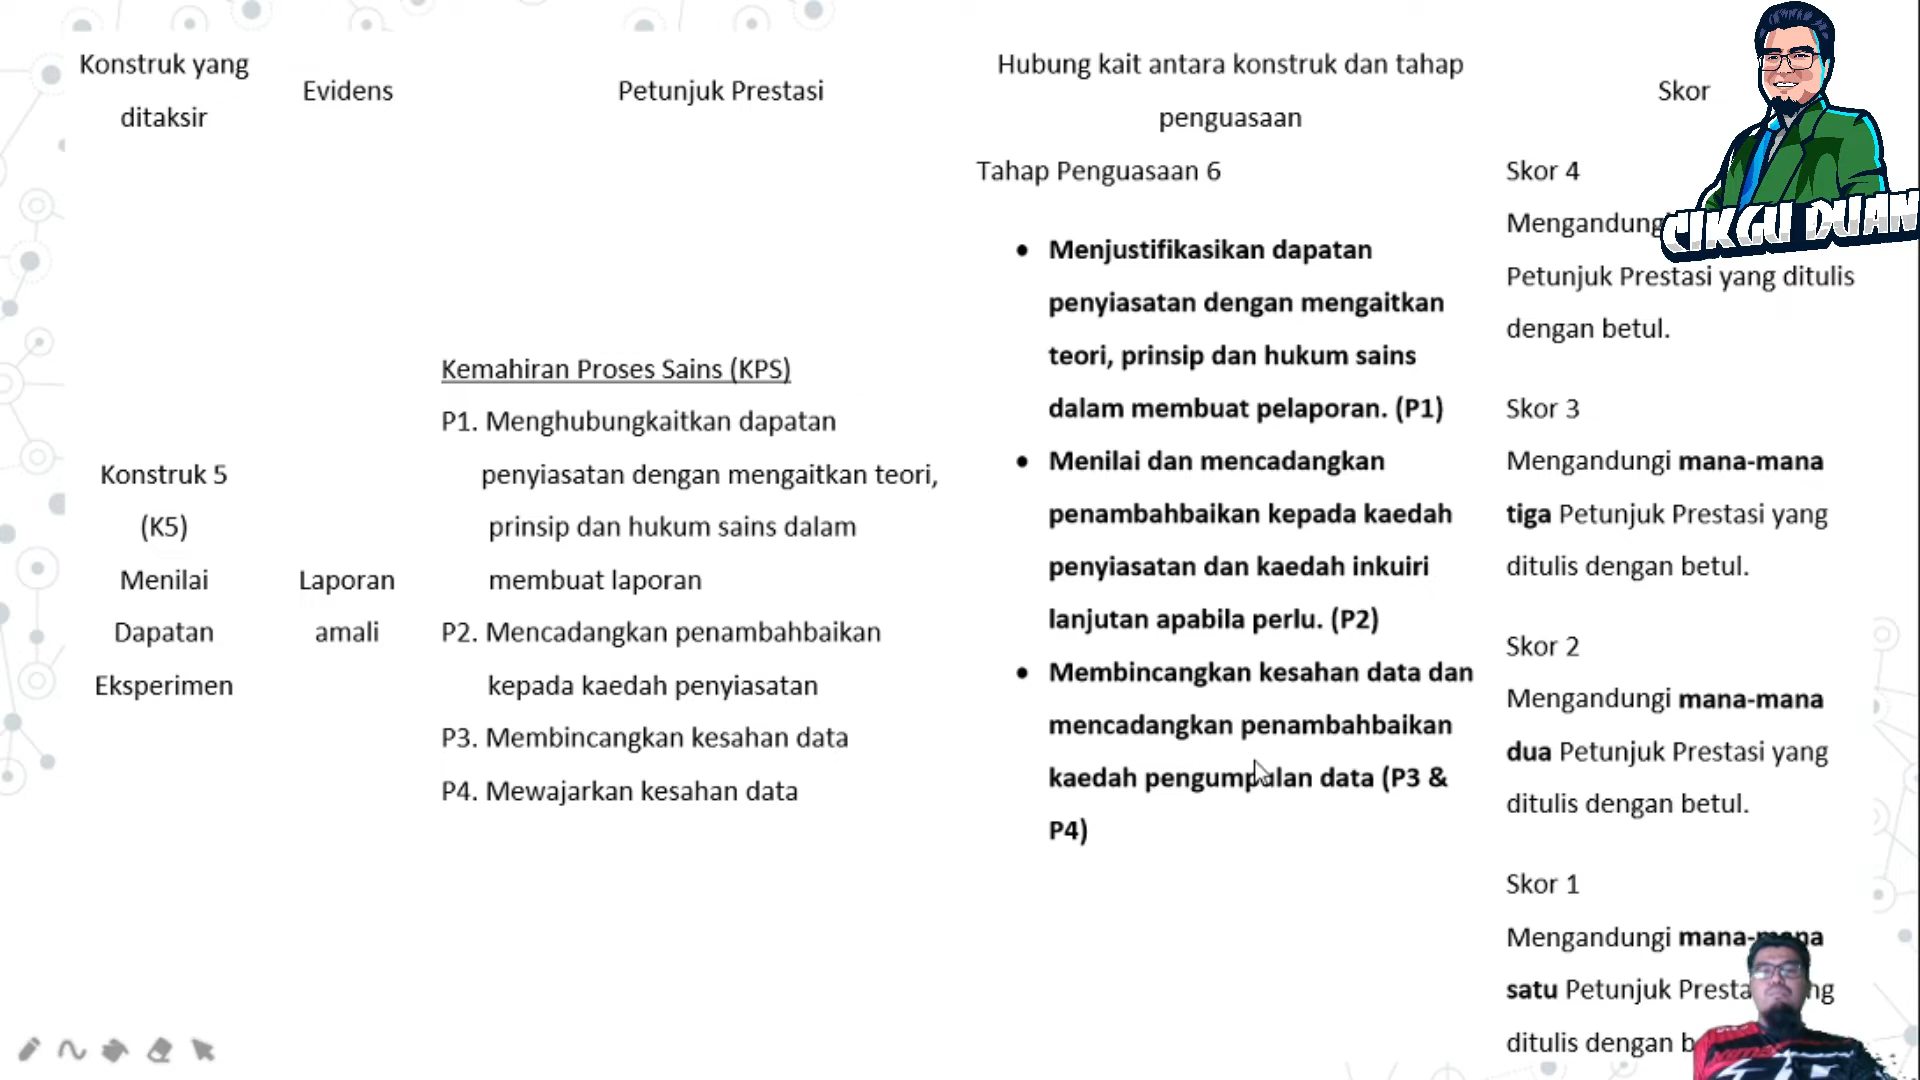 Konstruk yang
ditaksir
Evidens
Petunjuk Prestasi
Hubung kait antara konstruk dan tahap
penguasaan
Skor
Konstruk 5
(K5)
Menilai
Dapatan
Eksperimen
Laporan
amali
Kemahiran Proses Sains (KPS)
P1. Menghubungkaitkan dapatan
penyiasatan dengan mengaitkan teori,
prinsip dan hukum sains dalam
membuat laporan
P2. Mencadangkan penambahbaikan
kepada kaedah penyiasatan
P3. Membincangkan kesahan data
P4. Mewajarkan kesahan data
Tahap Penguasaan 6
• Menjustifikasikan dapatan
penyiasatan dengan mengaitkan
teori, prinsip dan hukum sains
dalam membuat pelaporan. (P1)
• Menilai dan mencadangkan
penambahbaikan kepada kaedah
penyiasatan dan kaedah inkuiri
lanjutan apabila perlu. (P2)
• Membincangkan kesahan data dan
mencadangkan penambahbaikan
kaedah pengumpulan data (P3 &
P4)
Skor 4
Mengandungi
Petunjuk Prestasi yang ditulis
dengan betul.
Skor 3
Mengandungi mana-mana
tiga Petunjuk Prestasi yang
ditulis dengan betul.
Skor 2
Mengandungi mana-mana
dua Petunjuk Prestasi yang
ditulis dengan betul.
Skor 1
Mengandungi mana-mana
satu Petunjuk
ditulis dengan
CIKGU DUAN